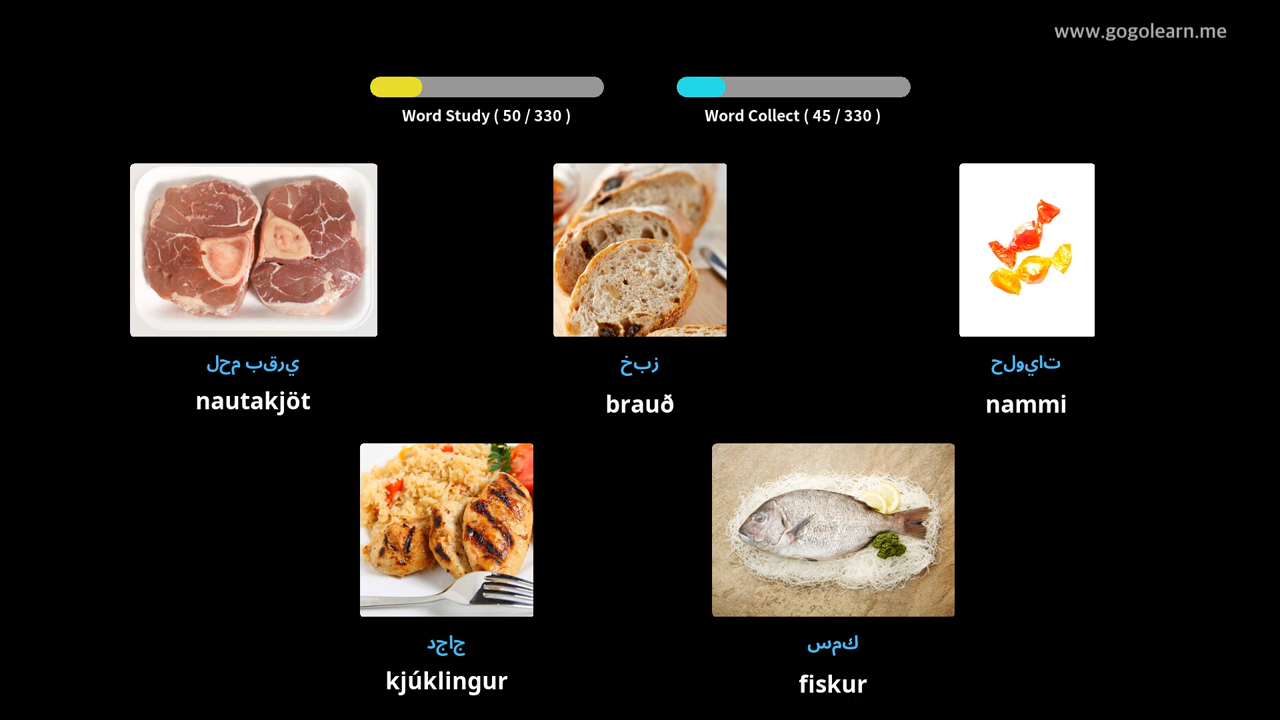 www.gogolearn.me
Word Study ( 50 / 330 )
Word Collect ( 45 / 330 )
لحم بقري
nautakjöt
خبز
brauð
حلويات
nammi
دجاج
kjúklingur
سمك
fiskur